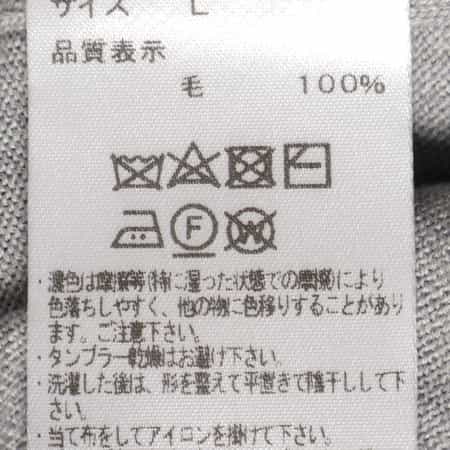 サイズ L
品質表示
毛 100%
F
W
・濃色は摩擦等(特に湿った状態での摩擦)により
色落ちしやすく、他の物に色移りすることがあり
ます。ご注意下さい。
・タンブラー乾燥はお避け下さい。
・洗濯した後は、形を整えて平置きで陰干しして下
さい。
・当て布をしてアイロンを掛けて下さい。